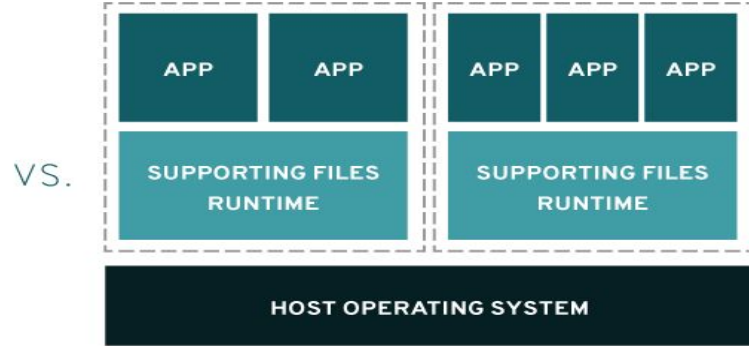 APP
APP
APP
APP
APP
VS.
SUPPORTING FILES
RUNTIME
SUPPORTING FILES
RUNTIME
HOST OPERATING SYSTEM